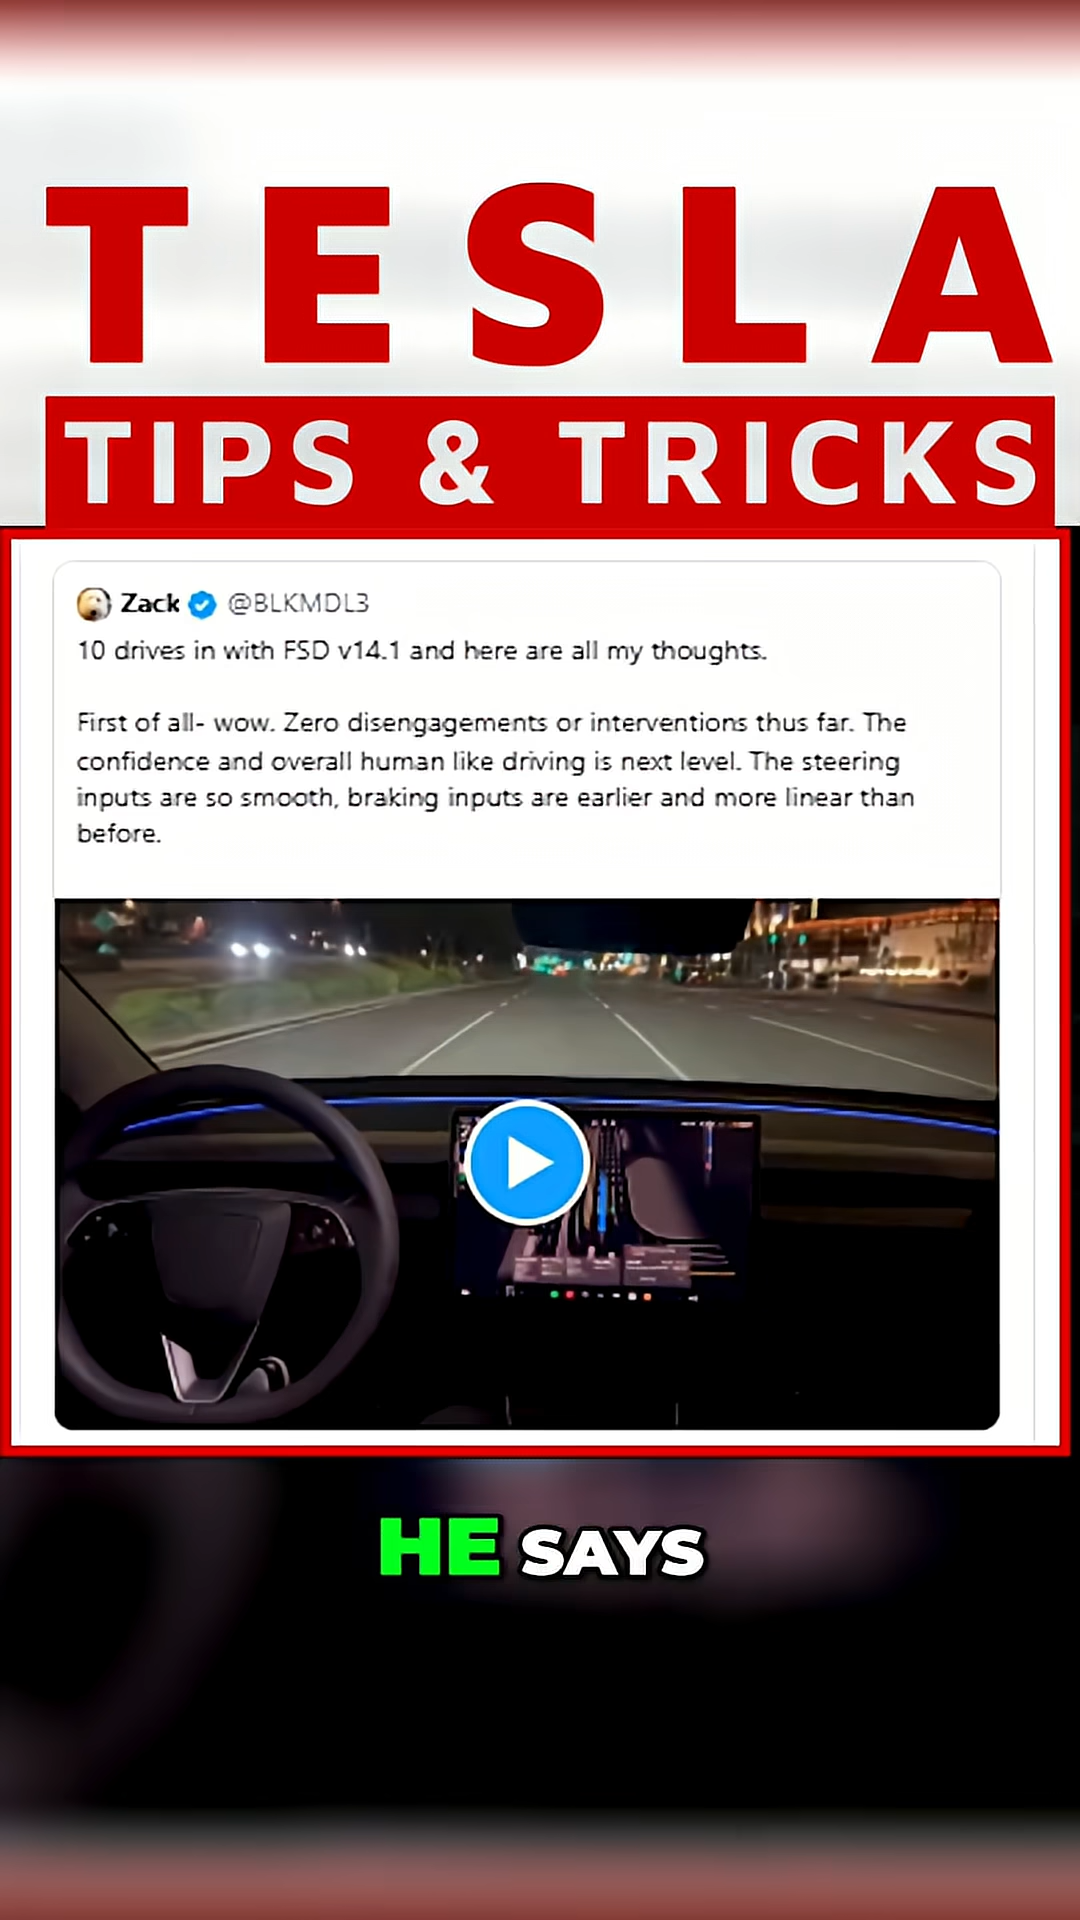 TESLA
TIPS & TRICKS
Zack @BLKMDL3
10 drives in with FSD v14.1 and here are all my thoughts.
First of all- wow. Zero disengagements or interventions thus far. The
confidence and overall human like driving is next level. The steering
inputs are so smooth, braking inputs are earlier and more linear than
before.
HE SAYS